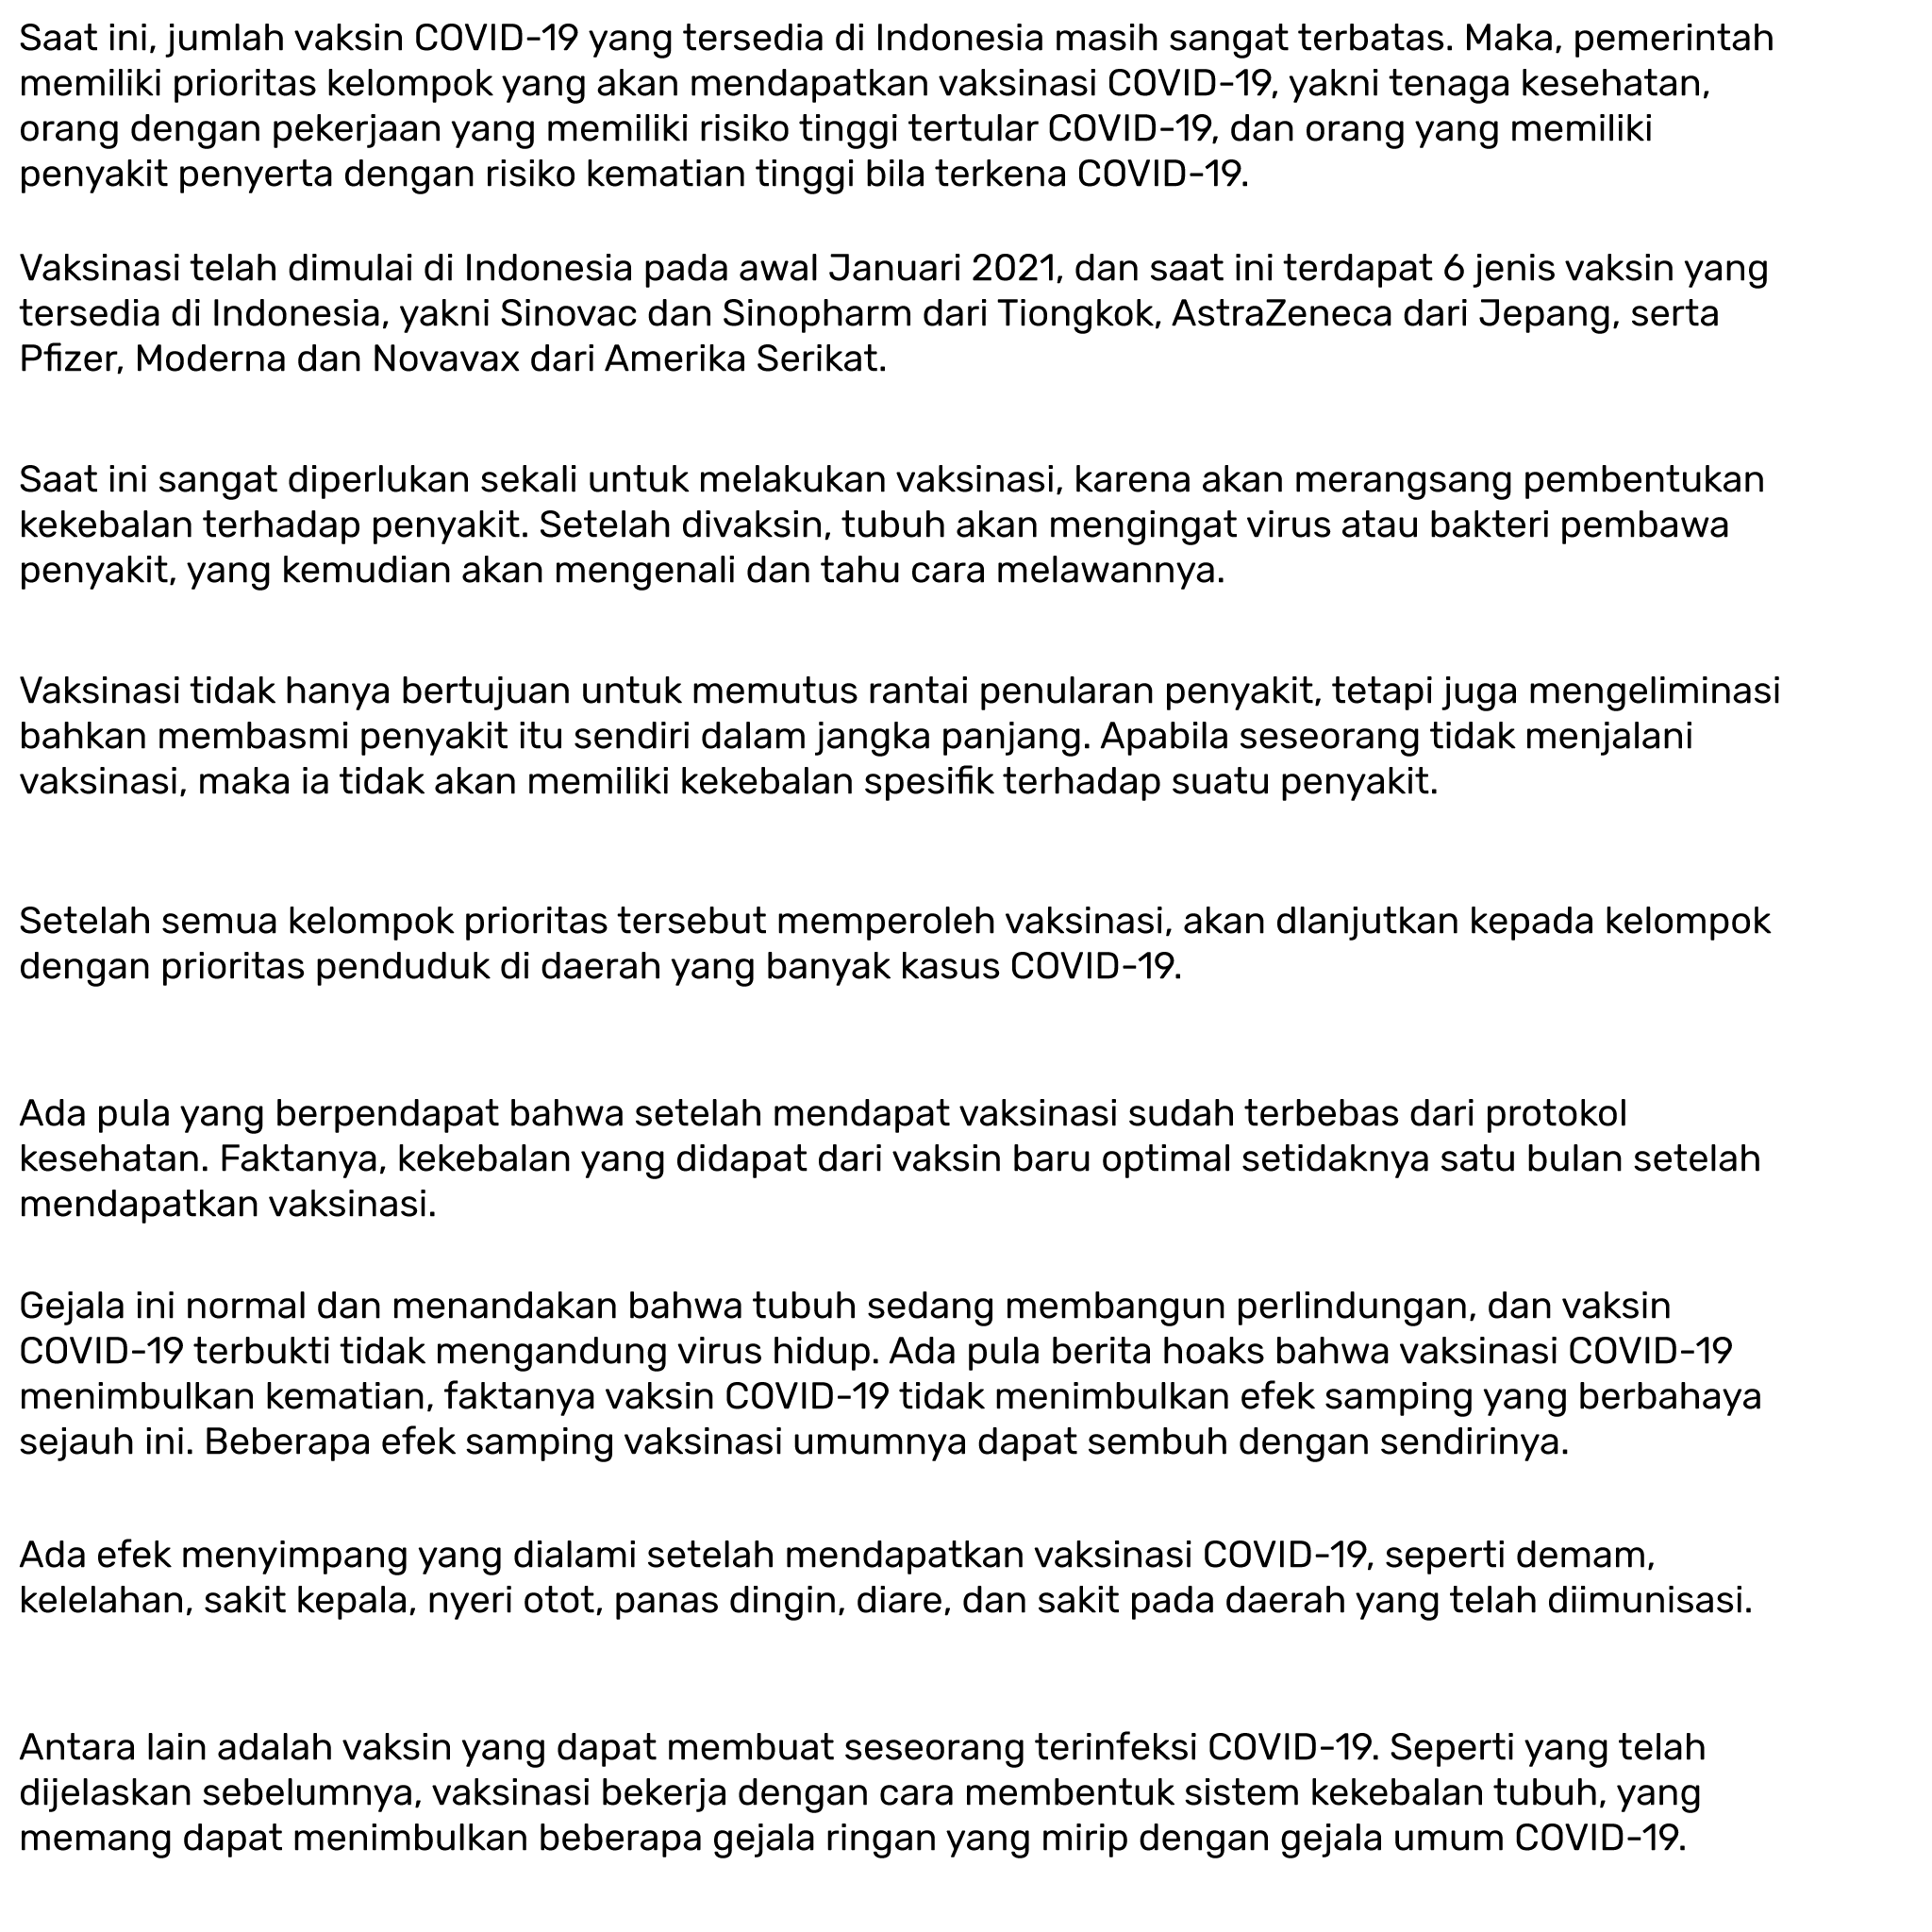 Saat ini, jumlah vaksin COVID-19 yang tersedia di Indonesia masih sangat terbatas. Maka, pemerintah
memiliki prioritas kelompok yang akan mendapatkan vaksinasi COVID-19, yakni tenaga kesehatan,
orang dengan pekerjaan yang memiliki risiko tinggi tertular COVID-19, dan orang yang memiliki
penyakit penyerta dengan risiko kematian tinggi bila terkena COVID-19.
Vaksinasi telah dimulai di Indonesia pada awal Januari 2021, dan saat ini terdapat 6 jenis vaksin yang
tersedia di Indonesia, yakni Sinovac dan Sinopharm dari Tiongkok, AstraZeneca dari Jepang, serta
Pfizer, Moderna dan Novavax dari Amerika Serikat.
Saat ini sangat diperlukan sekali untuk melakukan vaksinasi, karena akan merangsang pembentukan
kekebalan terhadap penyakit. Setelah divaksin, tubuh akan mengingat virus atau bakteri pembawa
penyakit, yang kemudian akan mengenali dan tahu cara melawannya.
Vaksinasi tidak hanya bertujuan untuk memutus rantai penularan penyakit, tetapi juga mengeliminasi
bahkan membasmi penyakit itu sendiri dalam jangka panjang. Apabila seseorang tidak menjalani
vaksinasi, maka ia tidak akan memiliki kekebalan spesifik terhadap suatu penyakit.
Setelah semua kelompok prioritas tersebut memperoleh vaksinasi, akan dlanjutkan kepada kelompok
dengan prioritas penduduk di daerah yang banyak kasus COVID-19.
Ada pula yang berpendapat bahwa setelah mendapat vaksinasi sudah terbebas dari protokol
kesehatan. Faktanya, kekebalan yang didapat dari vaksin baru optimal setidaknya satu bulan setelah
mendapatkan vaksinasi.
Gejala ini normal dan menandakan bahwa tubuh sedang membangun perlindungan, dan vaksin
COVID-19 terbukti tidak mengandung virus hidup. Ada pula berita hoaks bahwa vaksinasi COVID-19
menimbulkan kematian, faktanya vaksin COVID-19 tidak menimbulkan efek samping yang berbahaya
sejauh ini. Beberapa efek samping vaksinasi umumnya dapat sembuh dengan sendirinya.
Ada efek menyimpang yang dialami setelah mendapatkan vaksinasi COVID-19, seperti demam,
kelelahan, sakit kepala, nyeri otot, panas dingin, diare, dan sakit pada daerah yang telah diimunisasi.
Antara lain adalah vaksin yang dapat membuat seseorang terinfeksi COVID-19. Seperti yang telah
dijelaskan sebelumnya, vaksinasi bekerja dengan cara membentuk sistem kekebalan tubuh, yang
memang dapat menimbulkan beberapa gejala ringan yang mirip dengan gejala umum COVID-19.